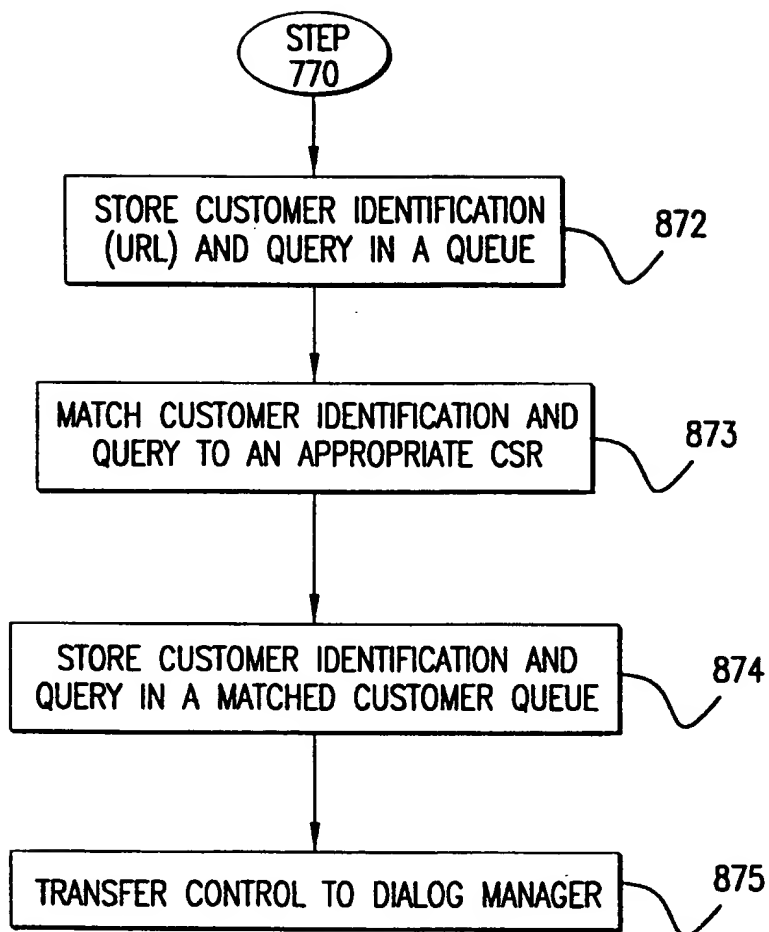 STEP
770
STORE CUSTOMER IDENTIFICATION
(URL) AND QUERY IN A QUEUE
872
MATCH CUSTOMER IDENTIFICATION AND
QUERY TO AN APPROPRIATE CSR
873
STORE CUSTOMER IDENTIFICATION AND
QUERY IN A MATCHED CUSTOMER QUEUE
874
TRANSFER CONTROL TO DIALOG MANAGER
875